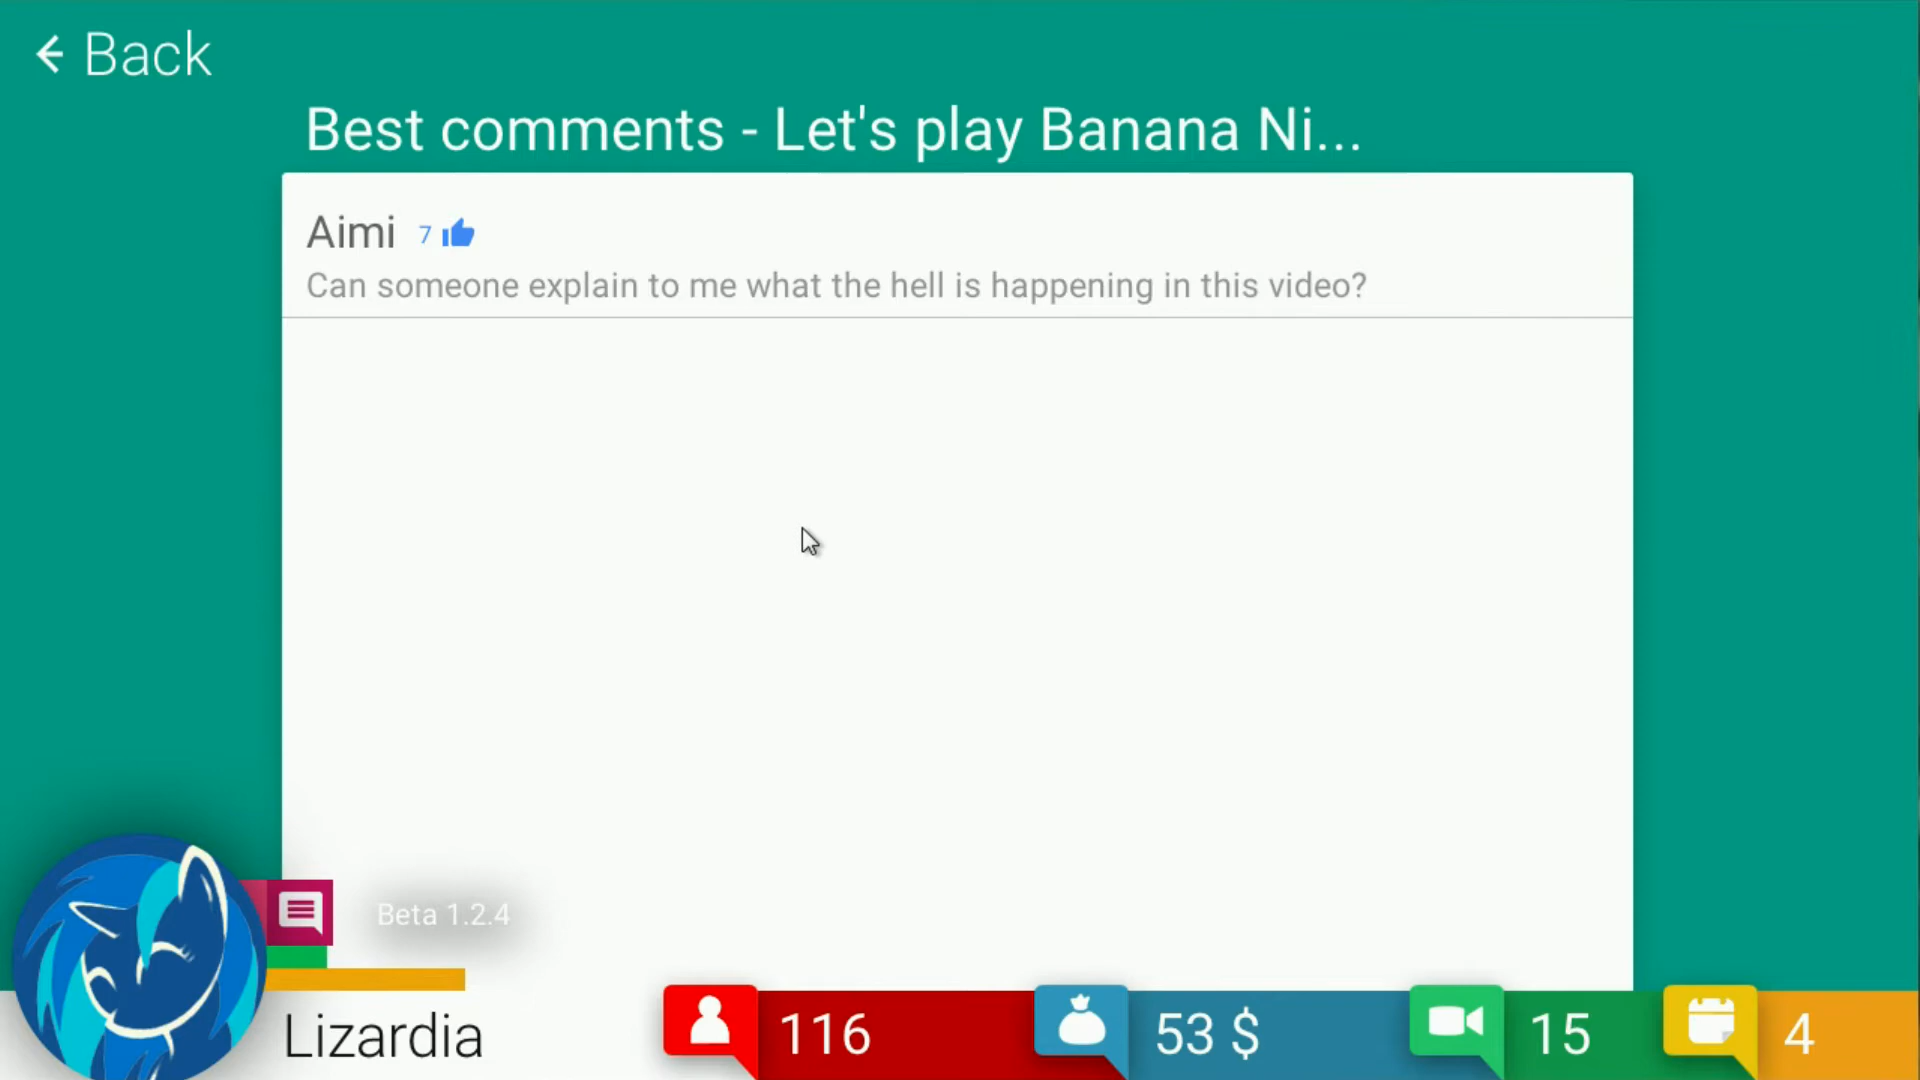 Back
Best comments - Let's play Banana Ni...
Aimi 7
Can someone explain to me what the hell is happening in this video?
Beta 1.2.4
Lizardia 116 53 $ 15 4